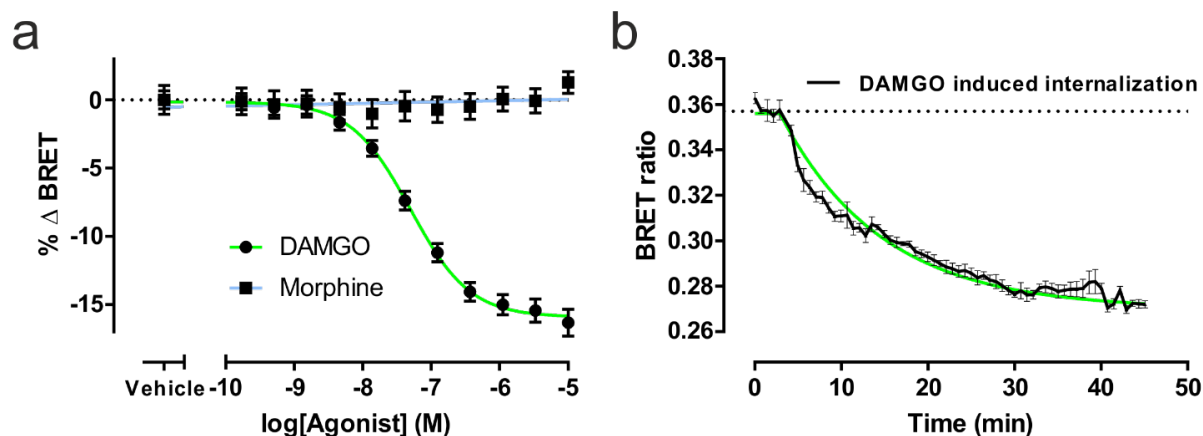 a
% Δ BRET
0
-5
-10
-15
DAMGO
Morphine
Vehicle -10 -9 -8 -7 -6 -5
log[Agonist] (M)
b
BRET ratio
0.38
0.36
0.34
0.32
0.30
0.28
0.26
DAMGO induced internalization
0 10 20 30 40 50
Time (min)